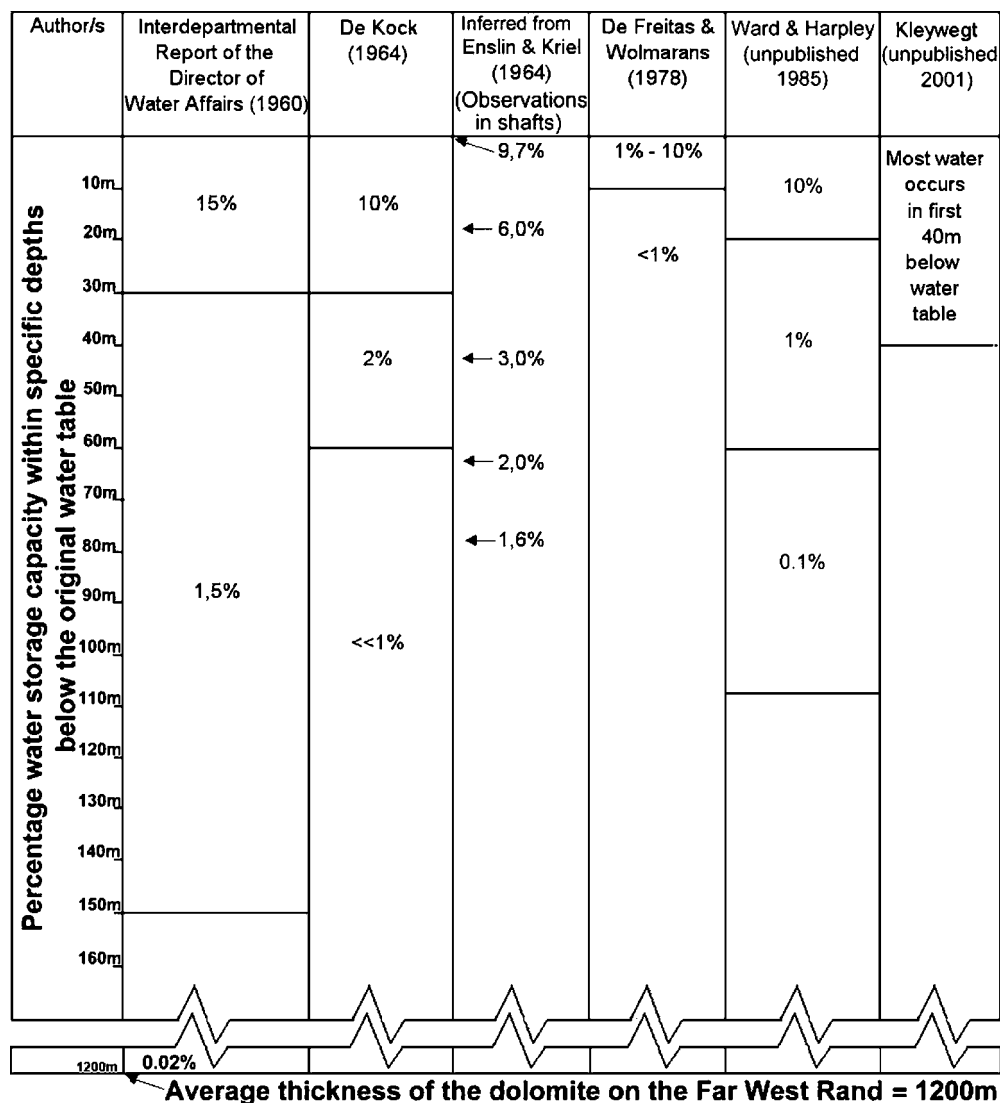 Author/s
Interdepartmental
Report of the
Director of
Water Affairs (1960)
De Kock
(1964)
Inferred from
Enslin & Kriel
(1964)
(Observations
in shafts)
De Freitas &
Wolmarans
(1978)
Ward & Harpley
(unpublished
1985)
Kleywegt
(unpublished
2001)
Percentage water storage capacity within specific depths
below the original water table
10m
20m
30m
40m
50m
60m
70m
80m
90m
100m
110m
120m
130m
140m
150m
160m
1200m
15%
1,5%
0.02%
10%
2%
<<1%
9,7%
6,0%
3,0%
2,0%
1,6%
1% - 10%
<1%
10%
1%
0.1%
Most water
occurs
in first
40m
below
water
table
Average thickness of the dolomite on the Far West Rand = 1200m